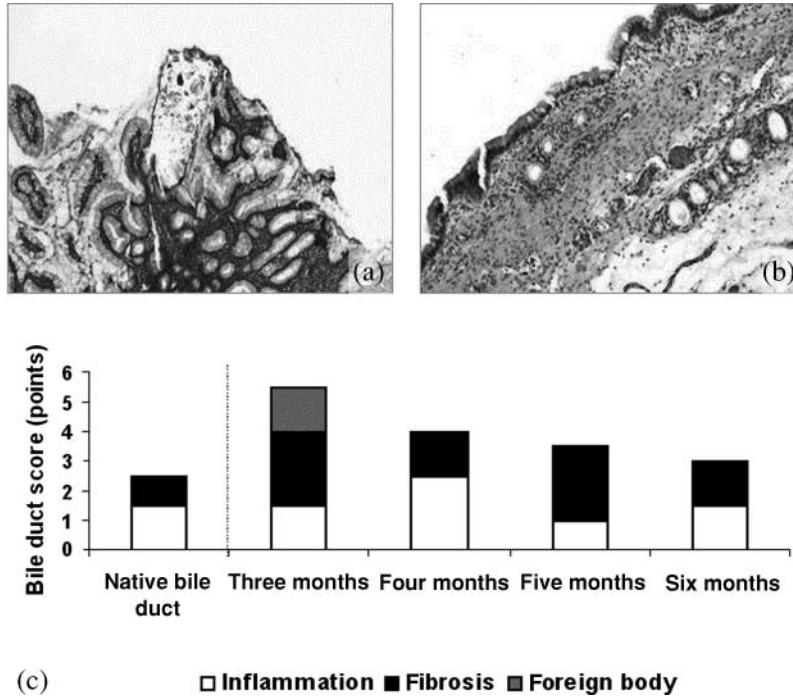 (a)
(b)
Bile duct score (points)
6
5
4
3
2
1
0
Native bile
duct
Three months
Four months
Five months
Six months
(c)
Inflammation
Fibrosis
Foreign body